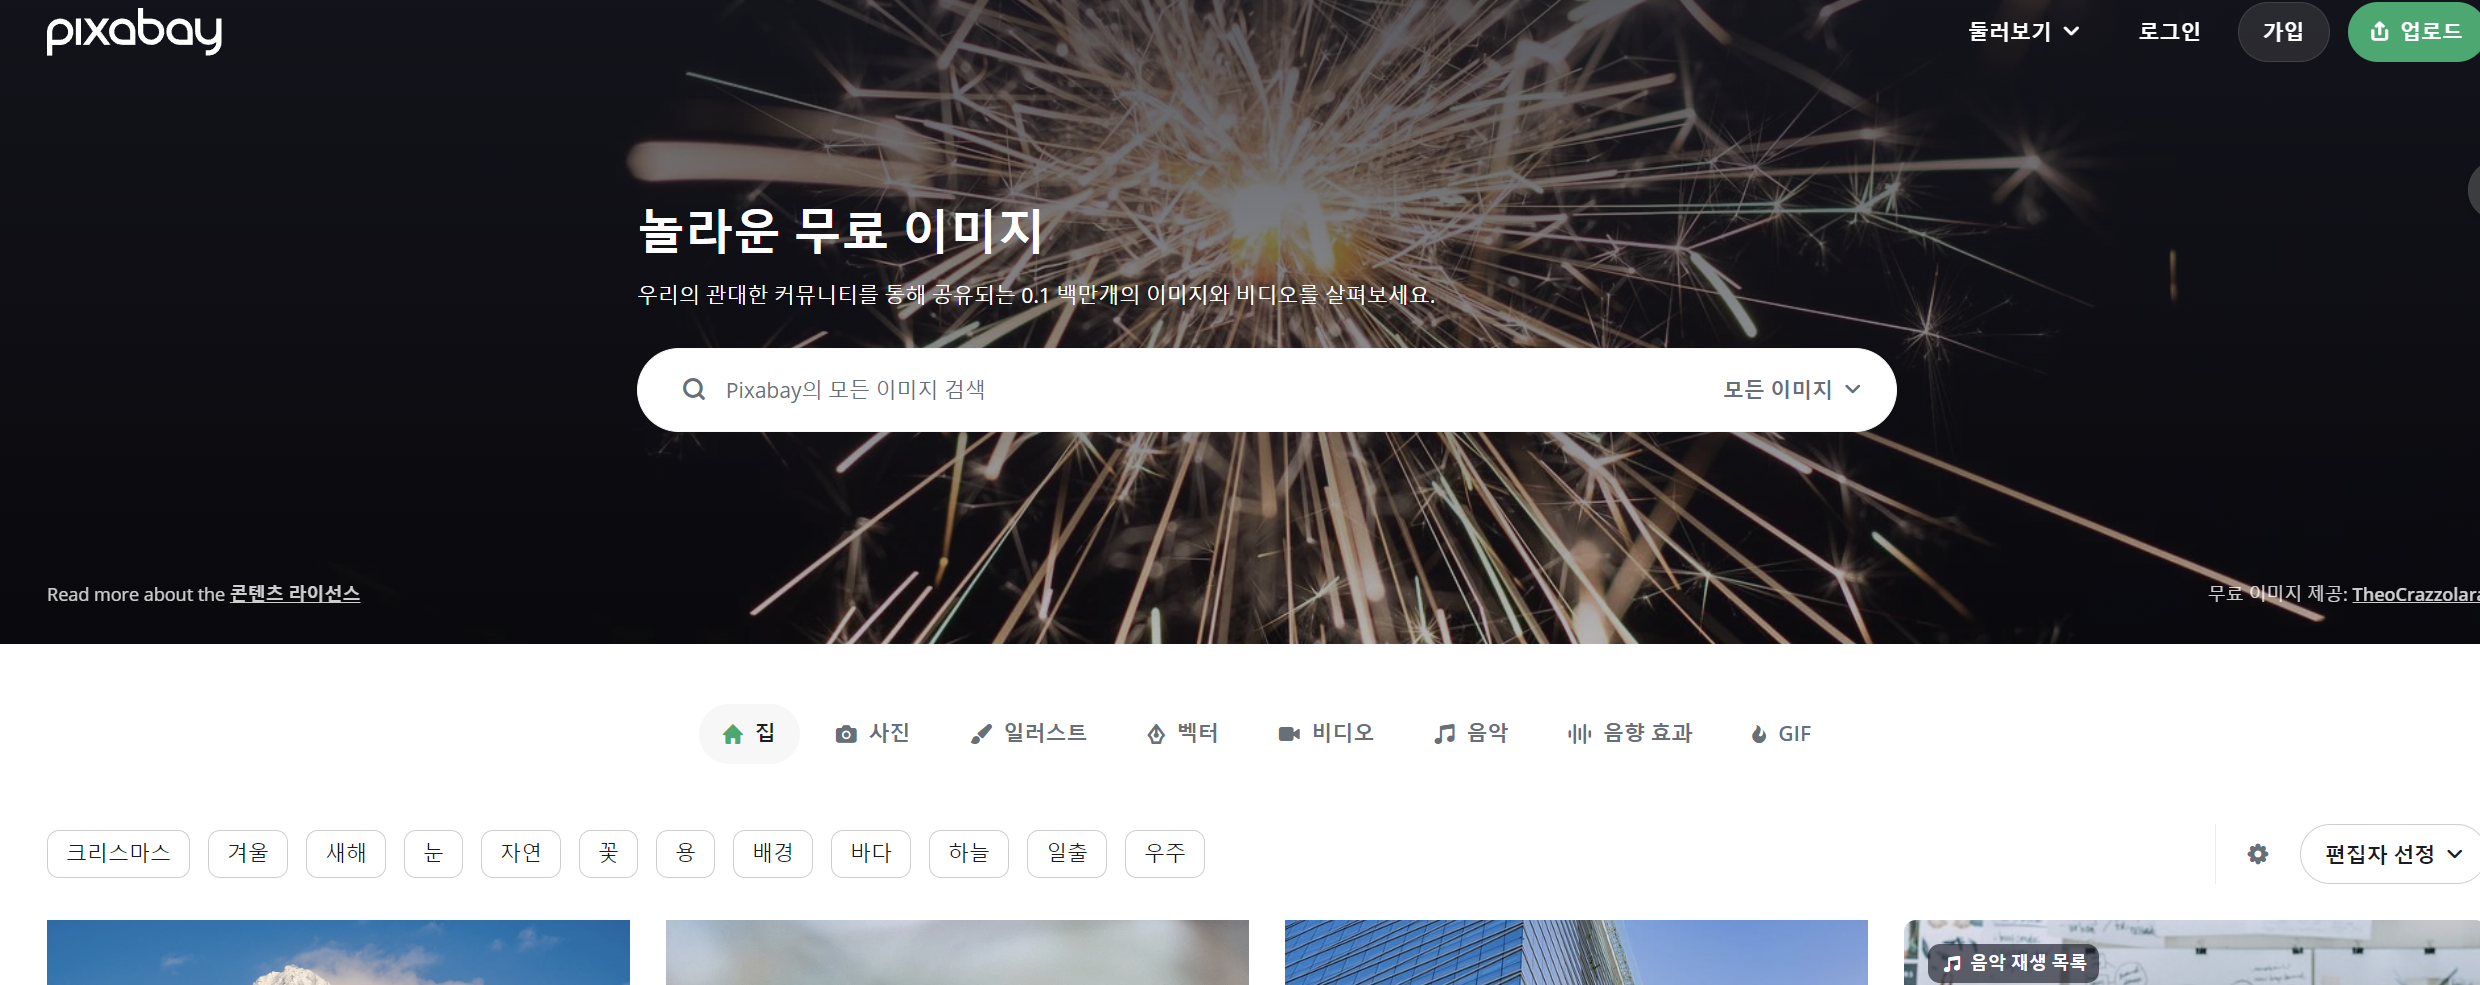 pixabay
둘러보기
로그인
가입
업로드
놀라운 무료 이미지
우리의 관대한 커뮤니티를 통해 공유되는 0.1 백만개의 이미지와 비디오를 살펴보세요.
Pixabay의 모든 이미지 검색
모든 이미지
Read more about the 콘텐츠 라이선스
무료 이미지 제공: TheoCrazzolara
집
사진
일러스트
벡터
비디오
음악
음향 효과
GIF
크리스마스
겨울
새해
눈
자연
꽃
용
배경
바다
하늘
일출
우주
편집자 선정
음악 재생 목록